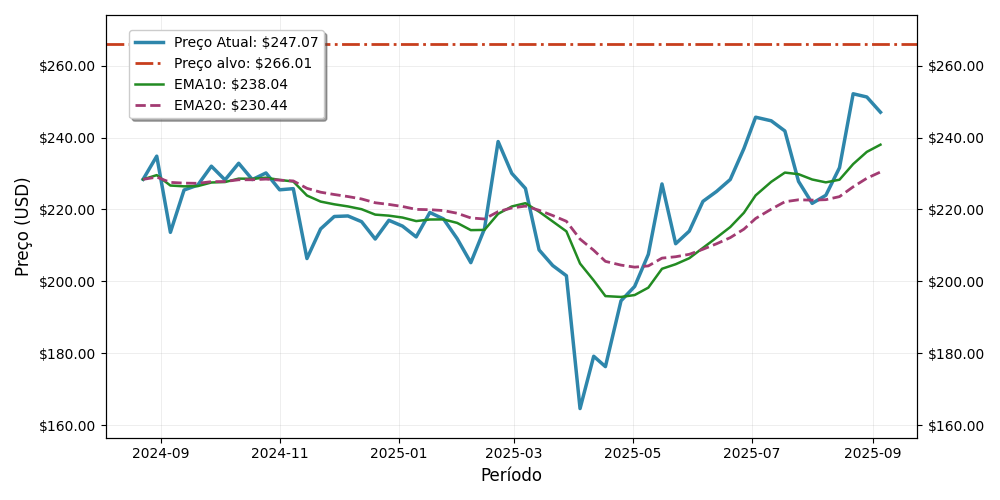 Preço Atual: $247.07
Preço alvo: $266.01
EMA10: $238.04
EMA20: $230.44
$260.00
$240.00
$220.00
$200.00
$180.00
$160.00
Preço (USD)
$260.00
$240.00
$220.00
$200.00
$180.00
$160.00
2024-09 2024-11 2025-01 2025-03 2025-05 2025-07 2025-09
Período